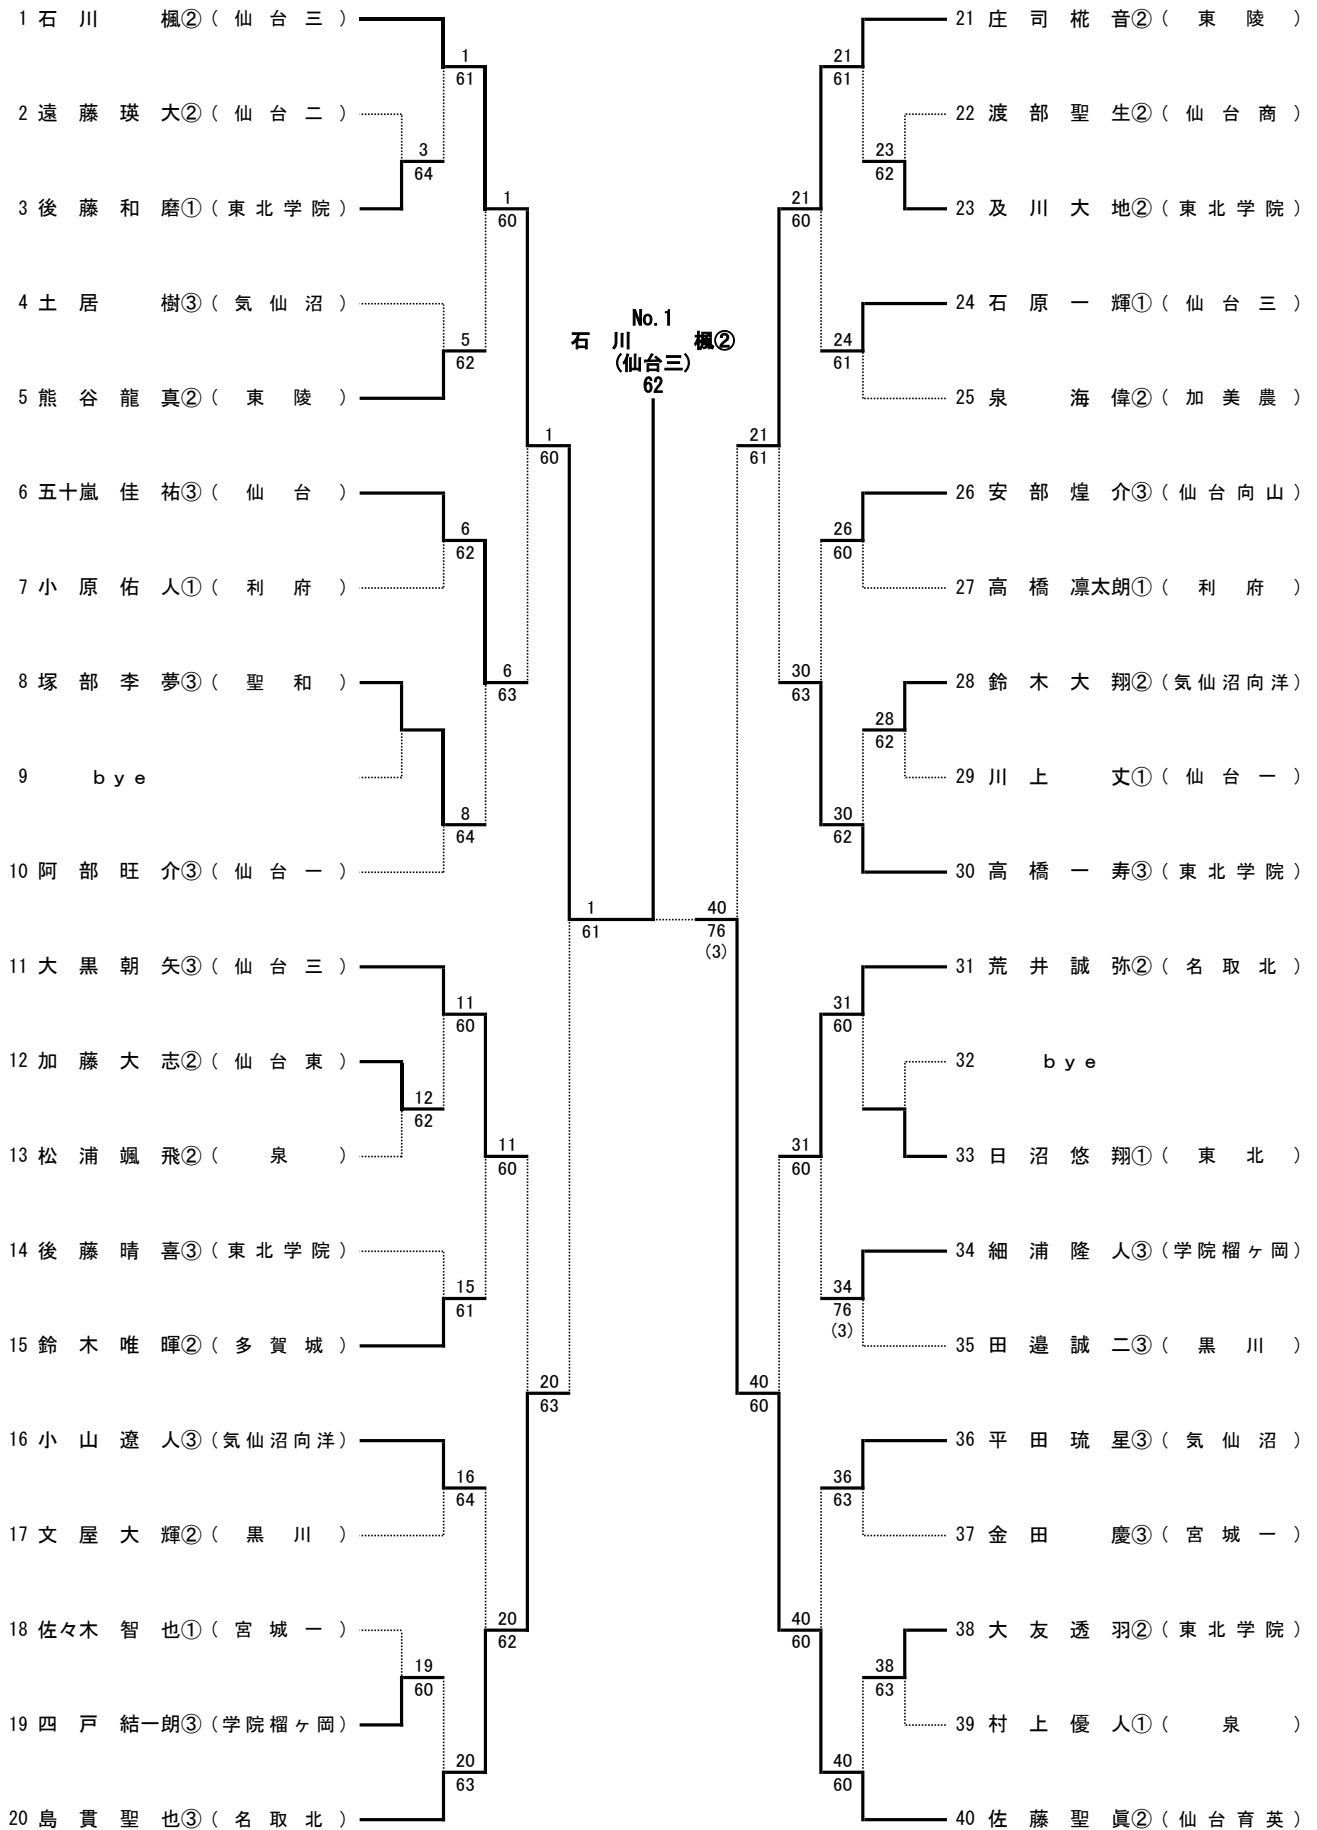 1 石川 楓② (仙台三)
1
61
2 遠藤瑛大② (仙台二)
3
64
3 後藤和磨① (東北学院)
1
60
4 土居 樹③ (気仙沼)
5
62
5 熊谷龍真② (東陵)
1
60
6 五十嵐佳祐③ (仙台)
6
62
7 小原佑人① (利府)
6
63
8 塚部李夢③ (聖和)
9 bye
8
64
10 阿部旺介③ (仙台一)
1
61
11 大黒朝矢③ (仙台三)
11
60
12 加藤大志② (仙台東)
12
62
13 松浦颯飛② (泉)
11
60
14 後藤晴喜③ (東北学院)
15
61
15 鈴木唯暉② (多賀城)
20
63
16 小山遼人③ (気仙沼向洋)
16
64
17 文屋大輝② (黒川)
20
62
18 佐々木智也① (宮城一)
19
60
19 四戸結一朗③ (学院榴ヶ岡)
20
63
20 島貫聖也③ (名取北)
No.1
石川 楓②
(仙台三)
62
21 庄司椛音② (東陵)
21
61
22 渡部聖生② (仙台商)
23
62
23 及川大地② (東北学院)
21
60
24 石原一輝① (仙台三)
24
61
25 泉 海偉② (加美農)
21
61
26 安部煌介③ (仙台向山)
26
60
27 高橋凛太朗① (利府)
30
63
28 鈴木大翔② (気仙沼向洋)
28
62
29 川上 丈① (仙台一)
30
62
30 高橋一寿③ (東北学院)
40
76
(3)
31 荒井誠弥② (名取北)
31
60
32 bye
33 日沼悠翔① (東北)
31
60
34 細浦隆人③ (学院榴ヶ岡)
34
76
(3)
35 田邉誠二③ (黒川)
40
60
36 平田琉星③ (気仙沼)
36
63
37 金田 慶③ (宮城一)
40
60
38 大友透羽② (東北学院)
38
63
39 村上優人① (泉)
40
60
40 佐藤聖眞② (仙台育英)